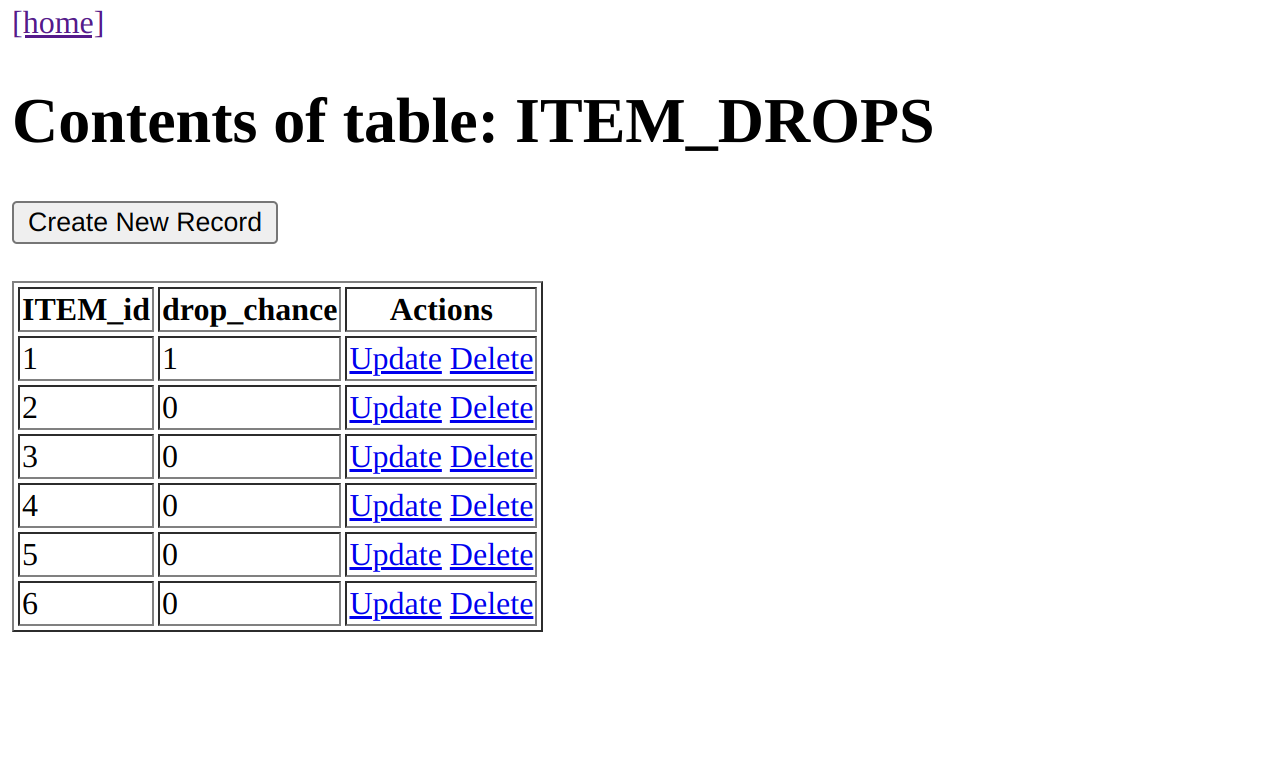 [home]
Contents of table: ITEM_DROPS
Create New Record
ITEM_id drop_chance Actions
1 1 Update Delete
2 0 Update Delete
3 0 Update Delete
4 0 Update Delete
5 0 Update Delete
6 0 Update Delete